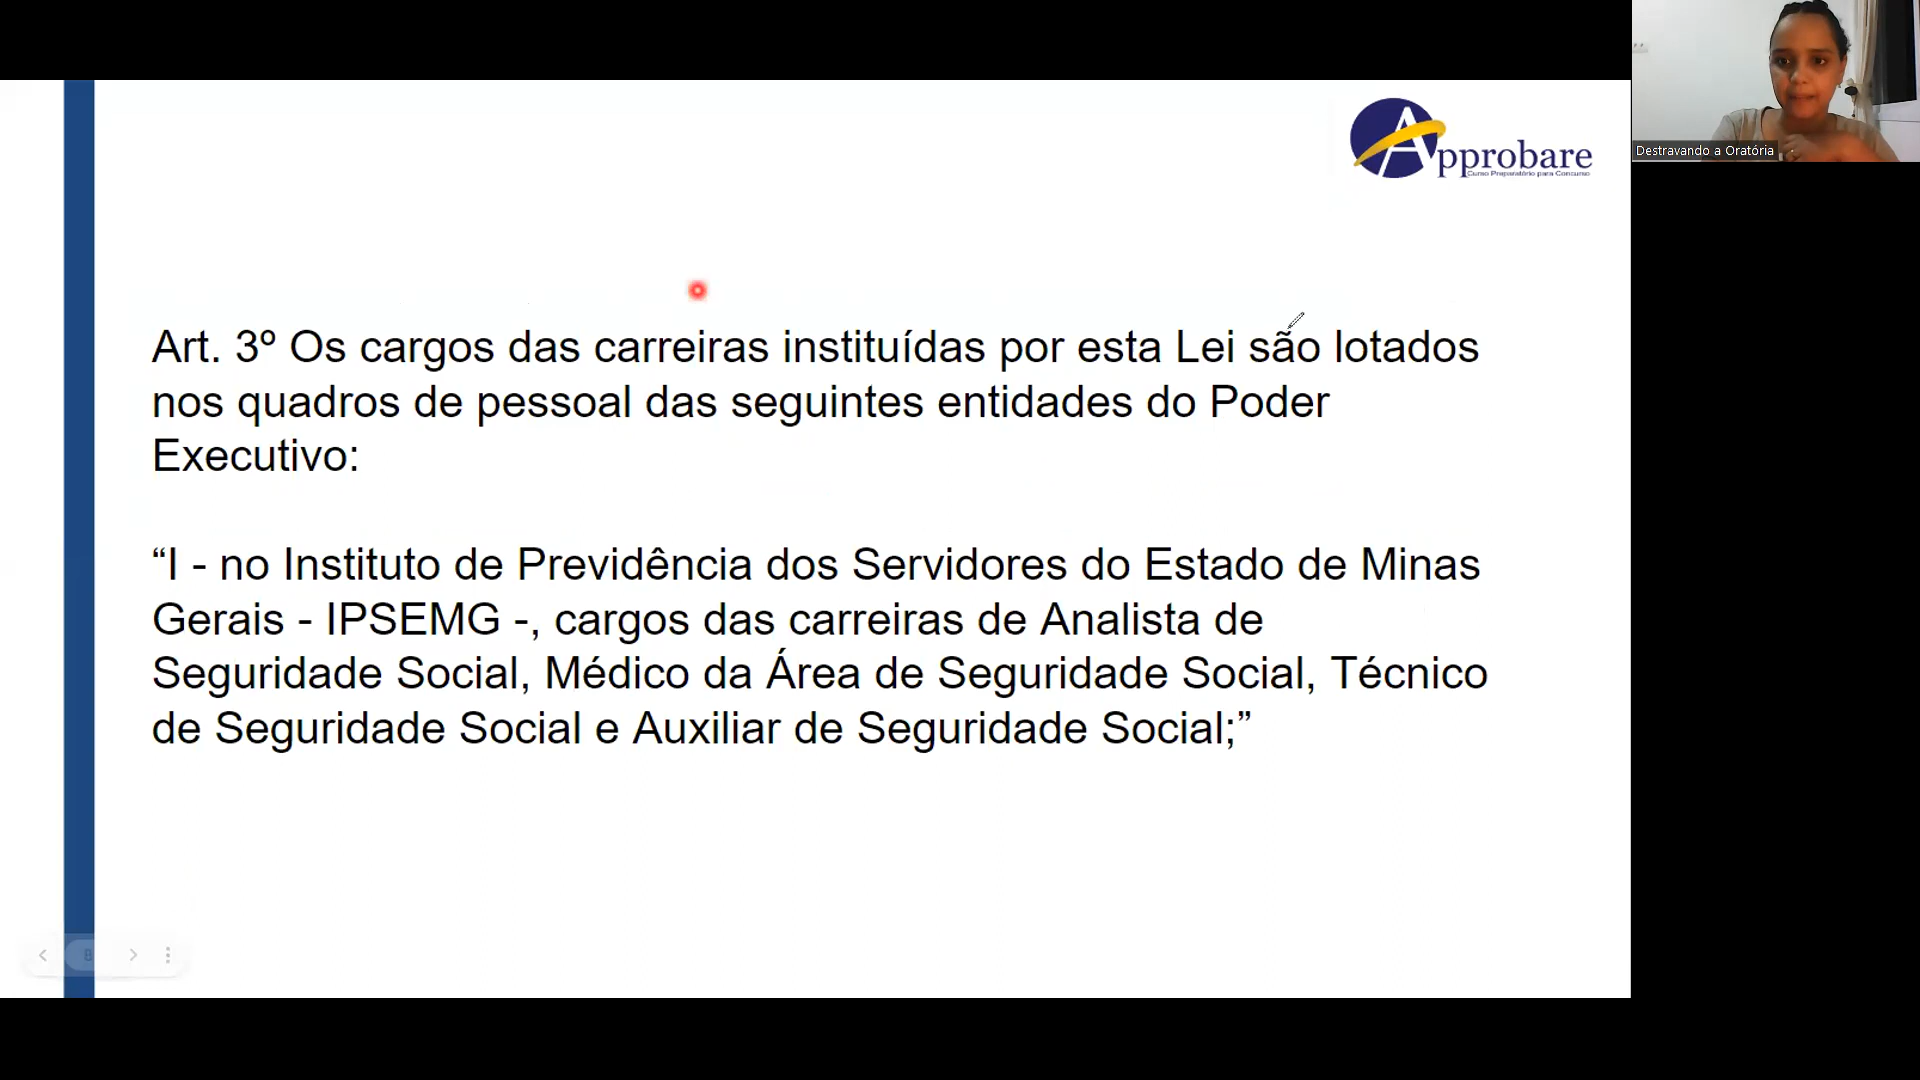 Approbare
Curso Preparatório para Concurso
Destravando a Oratória
Art. 3º Os cargos das carreiras instituídas por esta Lei são lotados
nos quadros de pessoal das seguintes entidades do Poder
Executivo:
“I - no Instituto de Previdência dos Servidores do Estado de Minas
Gerais - IPSEMG -, cargos das carreiras de Analista de
Seguridade Social, Médico da Área de Seguridade Social, Técnico
de Seguridade Social e Auxiliar de Seguridade Social;”
8